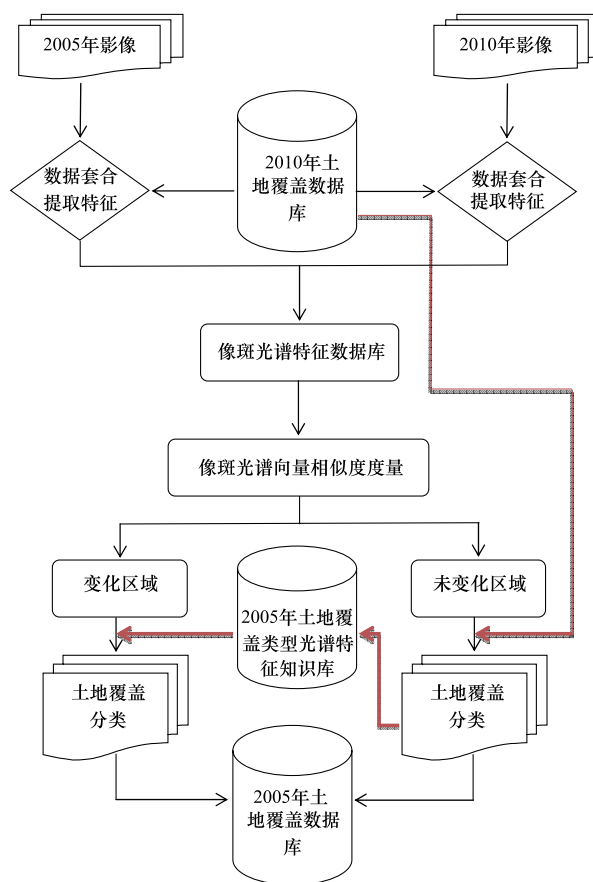 2005年影像
2010年影像
2010年土
地覆盖数据
库
数据套合
提取特征
数据套合
提取特征
像斑光谱特征数据库
像斑光谱向量相似度度量
变化区域
未变化区域
2005年土地覆
盖类型光谱特
征知识库
土地覆盖
分类
土地覆盖
分类
2005年土
地覆盖数据
库